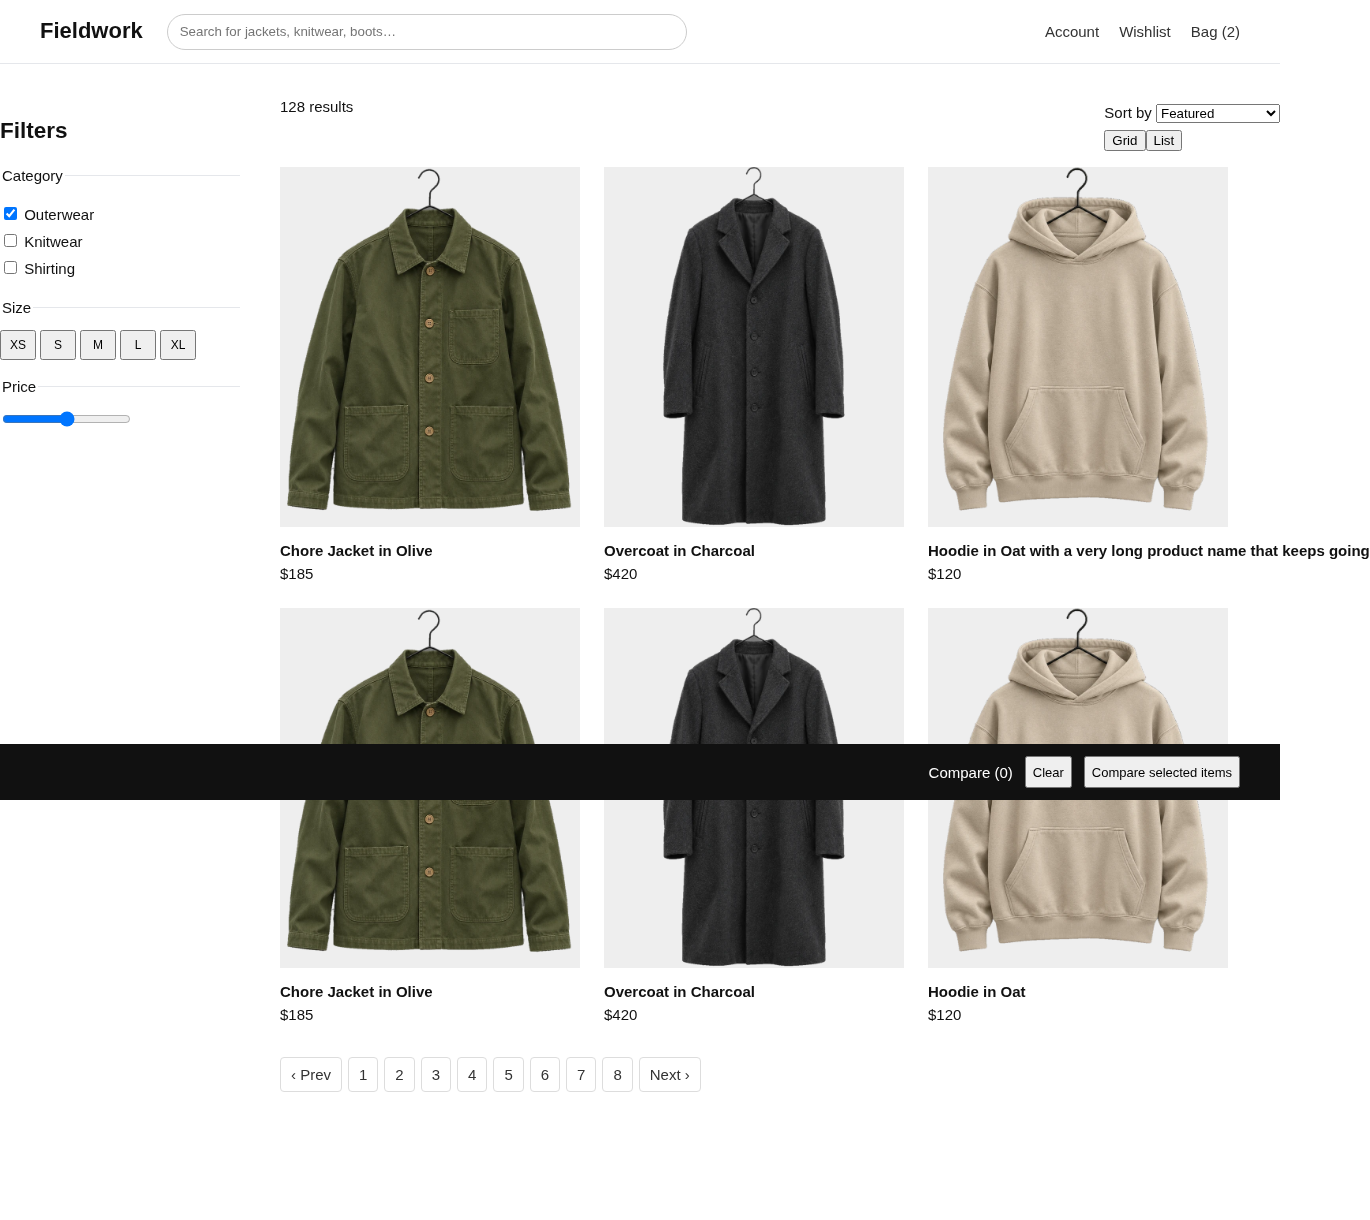 Fieldwork
Search for jackets, knitwear, boots…
Account Wishlist Bag (2)
Filters
Category
Outerwear
Knitwear
Shirting
Size
XS S M L XL
Price
128 results
Sort by Featured
Grid List
Chore Jacket in Olive
$185
Overcoat in Charcoal
$420
Hoodie in Oat with a very long product name that keeps going
$120
Compare (0) Clear Compare selected items
Chore Jacket in Olive
$185
Overcoat in Charcoal
$420
Hoodie in Oat
$120
‹ Prev 1 2 3 4 5 6 7 8 Next ›